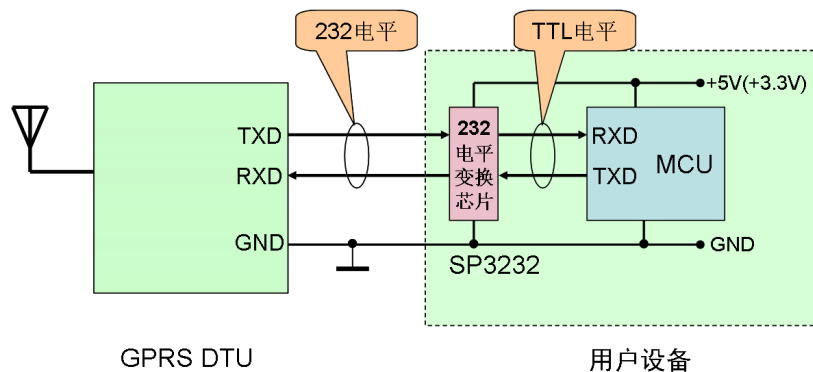 232电平
TTL电平
+5V(+3.3V)
TXD
RXD
GND
232
电平
变换
芯片
RXD
TXD
MCU
GND
SP3232
GPRS DTU
用户设备